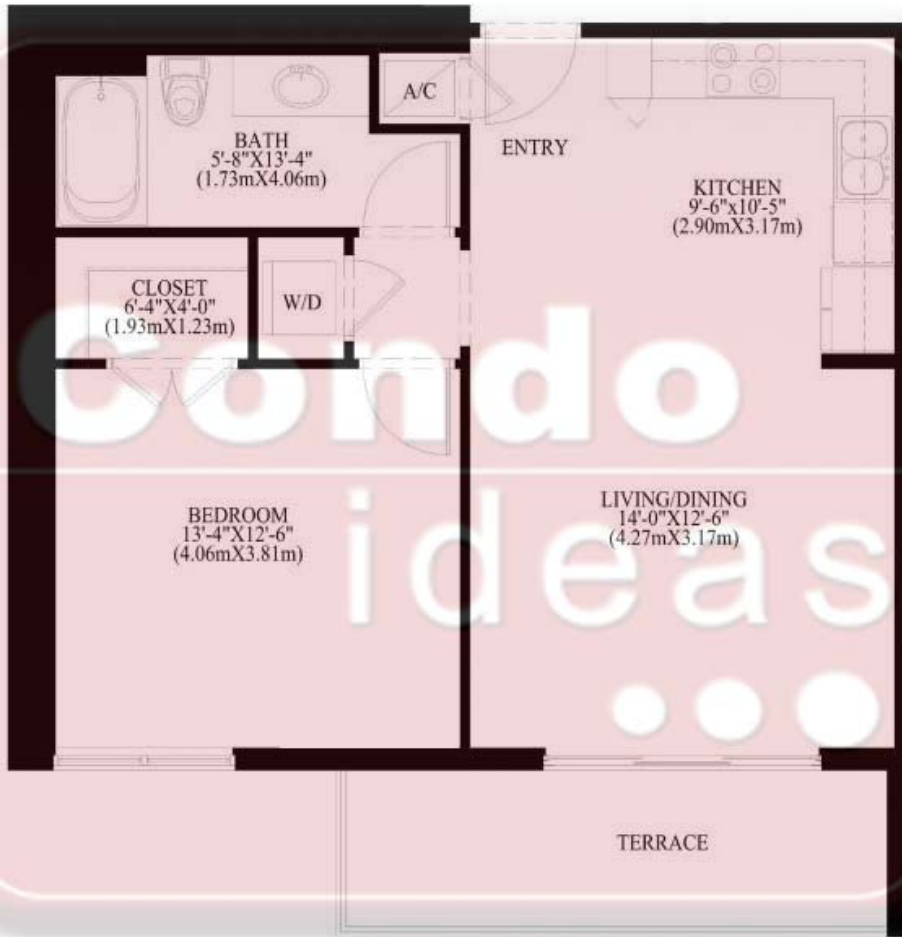 A/C
BATH
5'-8"X13'-4"
(1.73mX4.06m)
ENTRY
KITCHEN
9'-6"x10'-5"
(2.90mX3.17m)
CLOSET
6'-4"X4'-0"
(1.93mX1.23m)
W/D
Condo
ideas
BEDROOM
13'-4"X12'-6"
(4.06mX3.81m)
LIVING/DINING
14'-0"X12'-6"
(4.27mX3.17m)
TERRACE